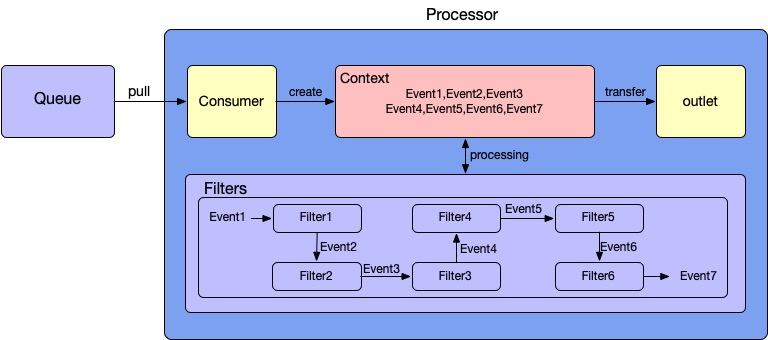 Processor
Queue
pull
Consumer
create
Context
Event1,Event2,Event3
Event4,Event5,Event6,Event7
transfer
outlet
processing
Filters
Event1
Filter1
Event2
Filter2
Event3
Filter3
Event4
Filter4
Event5
Filter5
Event6
Filter6
Event7